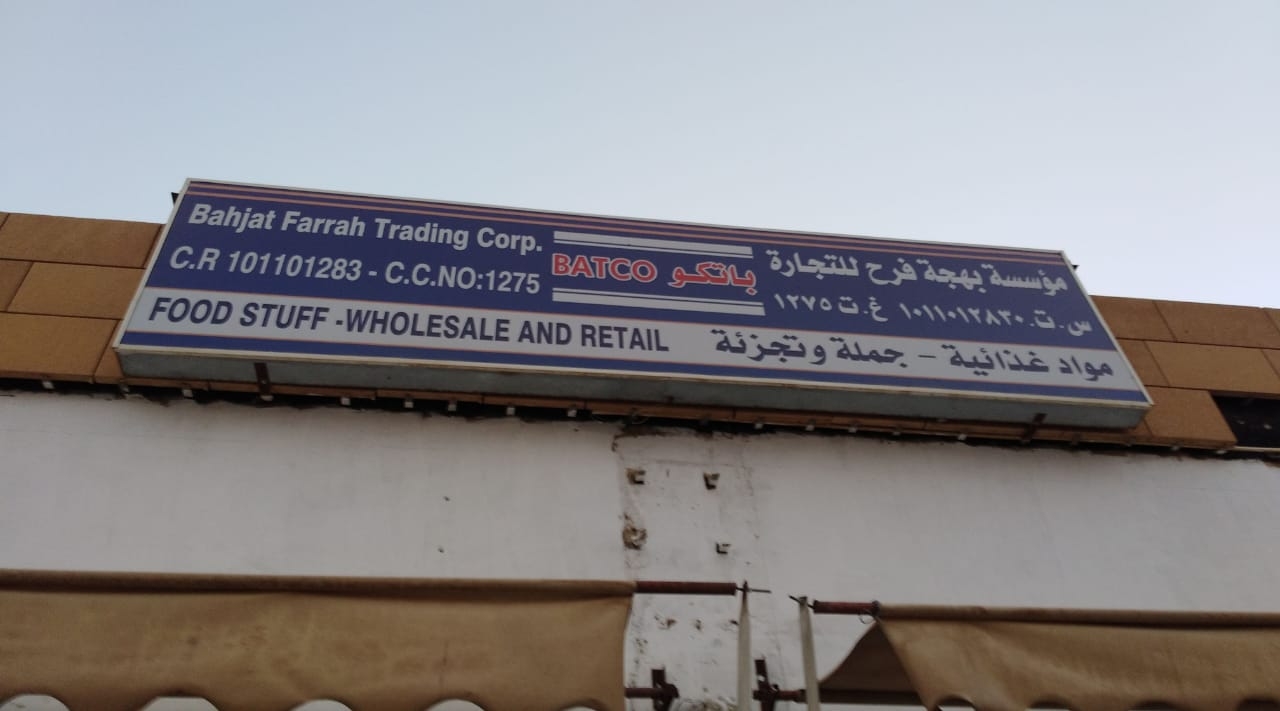 Bahjat Farrah Trading Corp.
C.R 101101283 - C.C.NO:1275
BATCO باتكو
مؤسسة بهجة فرح للتجارة
س.ت.١٠١١٠١٢٨٣٠ غ.ت ١٢٧٥
FOOD STUFF -WHOLESALE AND RETAIL
مواد غذائية - جملة وتجزئة